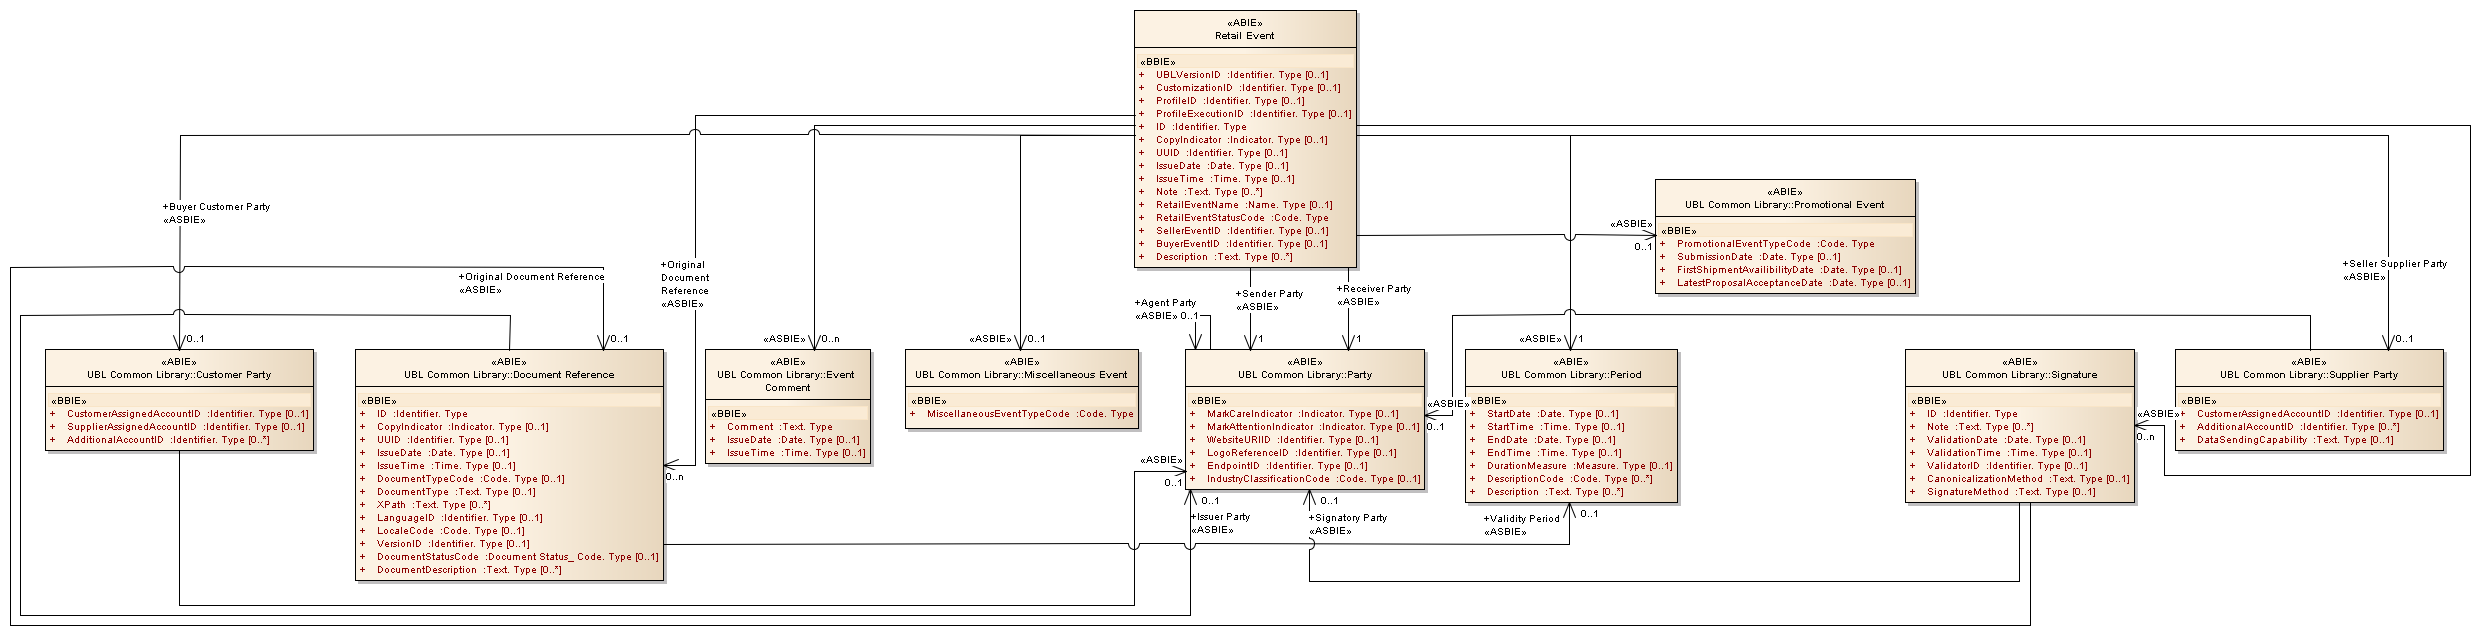 «ABIE»
Retail Event
«BBIE»
+ UBLVersionID :Identifier. Type [0..1]
+ CustomizationID :Identifier. Type [0..1]
+ ProfileID :Identifier. Type [0..1]
+ ProfileExecutionID :Identifier. Type [0..1]
+ ID :Identifier. Type
+ CopyIndicator :Indicator. Type [0..1]
+ UUID :Identifier. Type [0..1]
+ IssueDate :Date. Type [0..1]
+ IssueTime :Time. Type [0..1]
+ Note :Text. Type [0..*]
+ RetailEventName :Name. Type [0..1]
+ RetailEventStatusCode :Code. Type
+ SellerEventID :Identifier. Type [0..1]
+ BuyerEventID :Identifier. Type [0..1]
+ Description :Text. Type [0..*]
«ABIE»
UBL Common Library::Promotional Event
«BBIE»
+ PromotionalEventTypeCode :Code. Type
+ SubmissionDate :Date. Type [0..1]
+ FirstShipmentAvailibilityDate :Date. Type [0..1]
+ LatestProposalAcceptanceDate :Date. Type [0..1]
«ASBIE»
0..1
+Buyer Customer Party
«ASBIE»
0..1
+Original Document Reference
«ASBIE»
0..1
+Original
Document
Reference
«ASBIE»
0..n
«ASBIE»
0..n
«ASBIE»
0..1
+Agent Party
«ASBIE» 0..1
+Sender Party
«ASBIE»
1
+Receiver Party
«ASBIE»
1
«ASBIE»
1
+Seller Supplier Party
«ASBIE»
0..1
«ABIE»
UBL Common Library::Customer Party
«BBIE»
+ CustomerAssignedAccountID :Identifier. Type [0..1]
+ SupplierAssignedAccountID :Identifier. Type [0..1]
+ AdditionalAccountID :Identifier. Type [0..*]
«ABIE»
UBL Common Library::Document Reference
«BBIE»
+ ID :Identifier. Type
+ CopyIndicator :Indicator. Type [0..1]
+ UUID :Identifier. Type [0..1]
+ IssueDate :Date. Type [0..1]
+ IssueTime :Time. Type [0..1]
+ DocumentTypeCode :Code. Type [0..1]
+ DocumentType :Text. Type [0..1]
+ XPath :Text. Type [0..*]
+ LanguageID :Identifier. Type [0..1]
+ LocaleCode :Code. Type [0..1]
+ VersionID :Identifier. Type [0..1]
+ DocumentStatusCode :Document Status_ Code. Type [0..1]
+ DocumentDescription :Text. Type [0..*]
«ABIE»
UBL Common Library::Event
Comment
«BBIE»
+ Comment :Text. Type
+ IssueDate :Date. Type [0..1]
+ IssueTime :Time. Type [0..1]
«ABIE»
UBL Common Library::Miscellaneous Event
«BBIE»
+ MiscellaneousEventTypeCode :Code. Type
«ABIE»
UBL Common Library::Party
«BBIE»
+ MarkCareIndicator :Indicator. Type [0..1]
+ MarkAttentionIndicator :Indicator. Type [0..1]
+ WebsiteURIID :Identifier. Type [0..1]
+ LogoReferenceID :Identifier. Type [0..1]
+ EndpointID :Identifier. Type [0..1]
+ IndustryClassificationCode :Code. Type [0..1]
«ASBIE»
0..1
«ASBIE»
0..1
«ABIE»
UBL Common Library::Period
«BBIE»
+ StartDate :Date. Type [0..1]
+ StartTime :Time. Type [0..1]
+ EndDate :Date. Type [0..1]
+ EndTime :Time. Type [0..1]
+ DurationMeasure :Measure. Type [0..1]
+ DescriptionCode :Code. Type [0..*]
+ Description :Text. Type [0..*]
«ABIE»
UBL Common Library::Signature
«BBIE»
+ ID :Identifier. Type
+ Note :Text. Type [0..*]
+ ValidationDate :Date. Type [0..1]
+ ValidationTime :Time. Type [0..1]
+ ValidatorID :Identifier. Type [0..1]
+ CanonicalizationMethod :Text. Type [0..1]
+ SignatureMethod :Text. Type [0..1]
«ASBIE»
0..n
«ABIE»
UBL Common Library::Supplier Party
«BBIE»
+ CustomerAssignedAccountID :Identifier. Type [0..1]
+ AdditionalAccountID :Identifier. Type [0..*]
+ DataSendingCapability :Text. Type [0..1]
0..1
+Issuer Party
«ASBIE»
0..1
+Signatory Party
«ASBIE»
0..1
+Validity Period
«ASBIE»